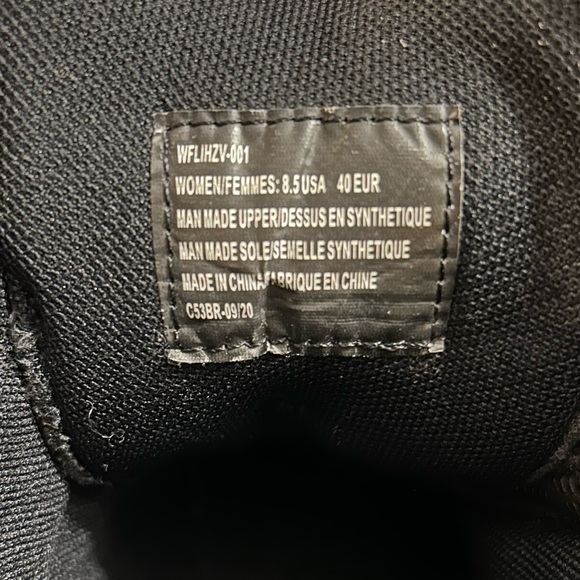 WFLIHZV-001
WOMEN/FEMMES: 8.5 USA 40 EUR
MAN MADE UPPER/DESSUS EN SYNTHETIQUE
MAN MADE SOLE/SEMELLE SYNTHETIQUE
MADE IN CHINA/FABRIQUE EN CHINE
C53BR-09/20